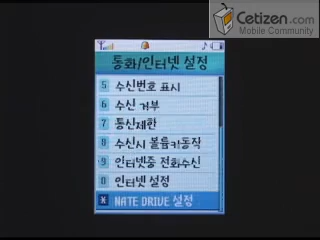 Cetizen.com
Mobile Community
통화/인터넷 설정
5 수신번호 표시
6 수신 거부
7 통신제한
8 수신시 볼륨키동작
9 인터넷중 전화수신
0 인터넷 설정
* NATE DRIVE 설정